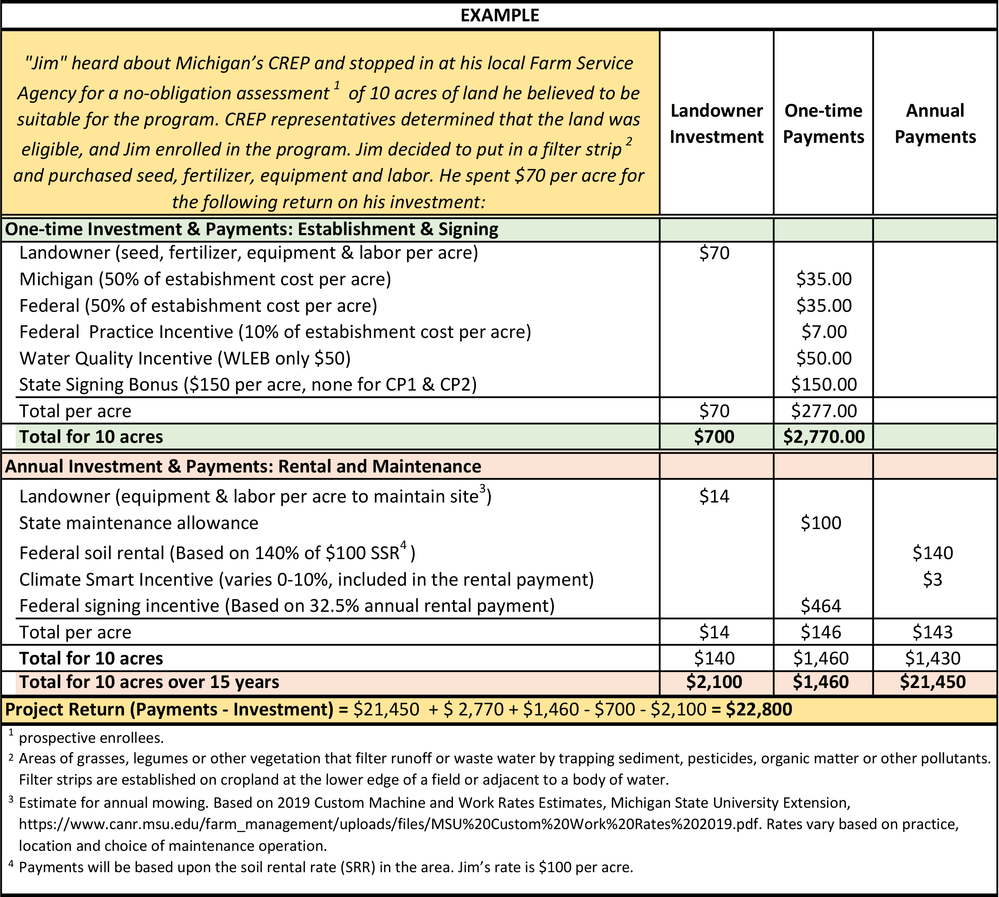 EXAMPLE
"Jim" heard about Michigan’s CREP and stopped in at his local Farm Service
Agency for a no-obligation assessment 1 of 10 acres of land he believed to be
suitable for the program. CREP representatives determined that the land was
eligible, and Jim enrolled in the program. Jim decided to put in a filter strip 2
and purchased seed, fertilizer, equipment and labor. He spent $70 per acre for
the following return on his investment:
Landowner
Investment
One-time
Payments
Annual
Payments
One-time Investment & Payments: Establishment & Signing
Landowner (seed, fertilizer, equipment & labor per acre) $70
Michigan (50% of estabishment cost per acre) $35.00
Federal (50% of estabishment cost per acre) $35.00
Federal Practice Incentive (10% of estabishment cost per acre) $7.00
Water Quality Incentive (WLEB only $50) $50.00
State Signing Bonus ($150 per acre, none for CP1 & CP2) $150.00
Total per acre $70 $277.00
Total for 10 acres $700 $2,770.00
Annual Investment & Payments: Rental and Maintenance
Landowner (equipment & labor per acre to maintain site3) $14
State maintenance allowance $100
Federal soil rental (Based on 140% of $100 SSR4 ) $140
Climate Smart Incentive (varies 0-10%, included in the rental payment) $3
Federal signing incentive (Based on 32.5% annual rental payment) $464
Total per acre $14 $146 $143
Total for 10 acres $140 $1,460 $1,430
Total for 10 acres over 15 years $2,100 $1,460 $21,450
Project Return (Payments - Investment) = $21,450 + $ 2,770 + $1,460 - $700 - $2,100 = $22,800
1 prospective enrollees.
2 Areas of grasses, legumes or other vegetation that filter runoff or waste water by trapping sediment, pesticides, organic matter or other pollutants.
Filter strips are established on cropland at the lower edge of a field or adjacent to a body of water.
3 Estimate for annual mowing. Based on 2019 Custom Machine and Work Rates Estimates, Michigan State University Extension,
https://www.canr.msu.edu/farm_management/uploads/files/MSU%20Custom%20Work%20Rates%202019.pdf. Rates vary based on practice,
location and choice of maintenance operation.
4 Payments will be based upon the soil rental rate (SRR) in the area. Jim’s rate is $100 per acre.